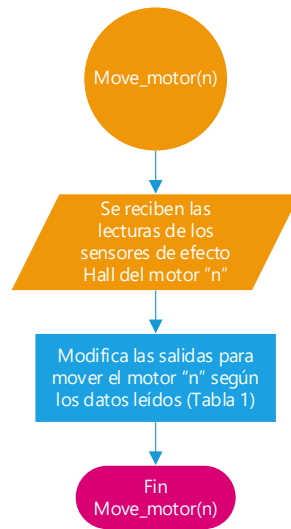 Move_motor(n)
Se reciben las
lecturas de los
sensores de efecto
Hall del motor "n"
Modifica las salidas para
mover el motor "n" según
los datos leídos (Tabla 1)
Fin
Move_motor(n)